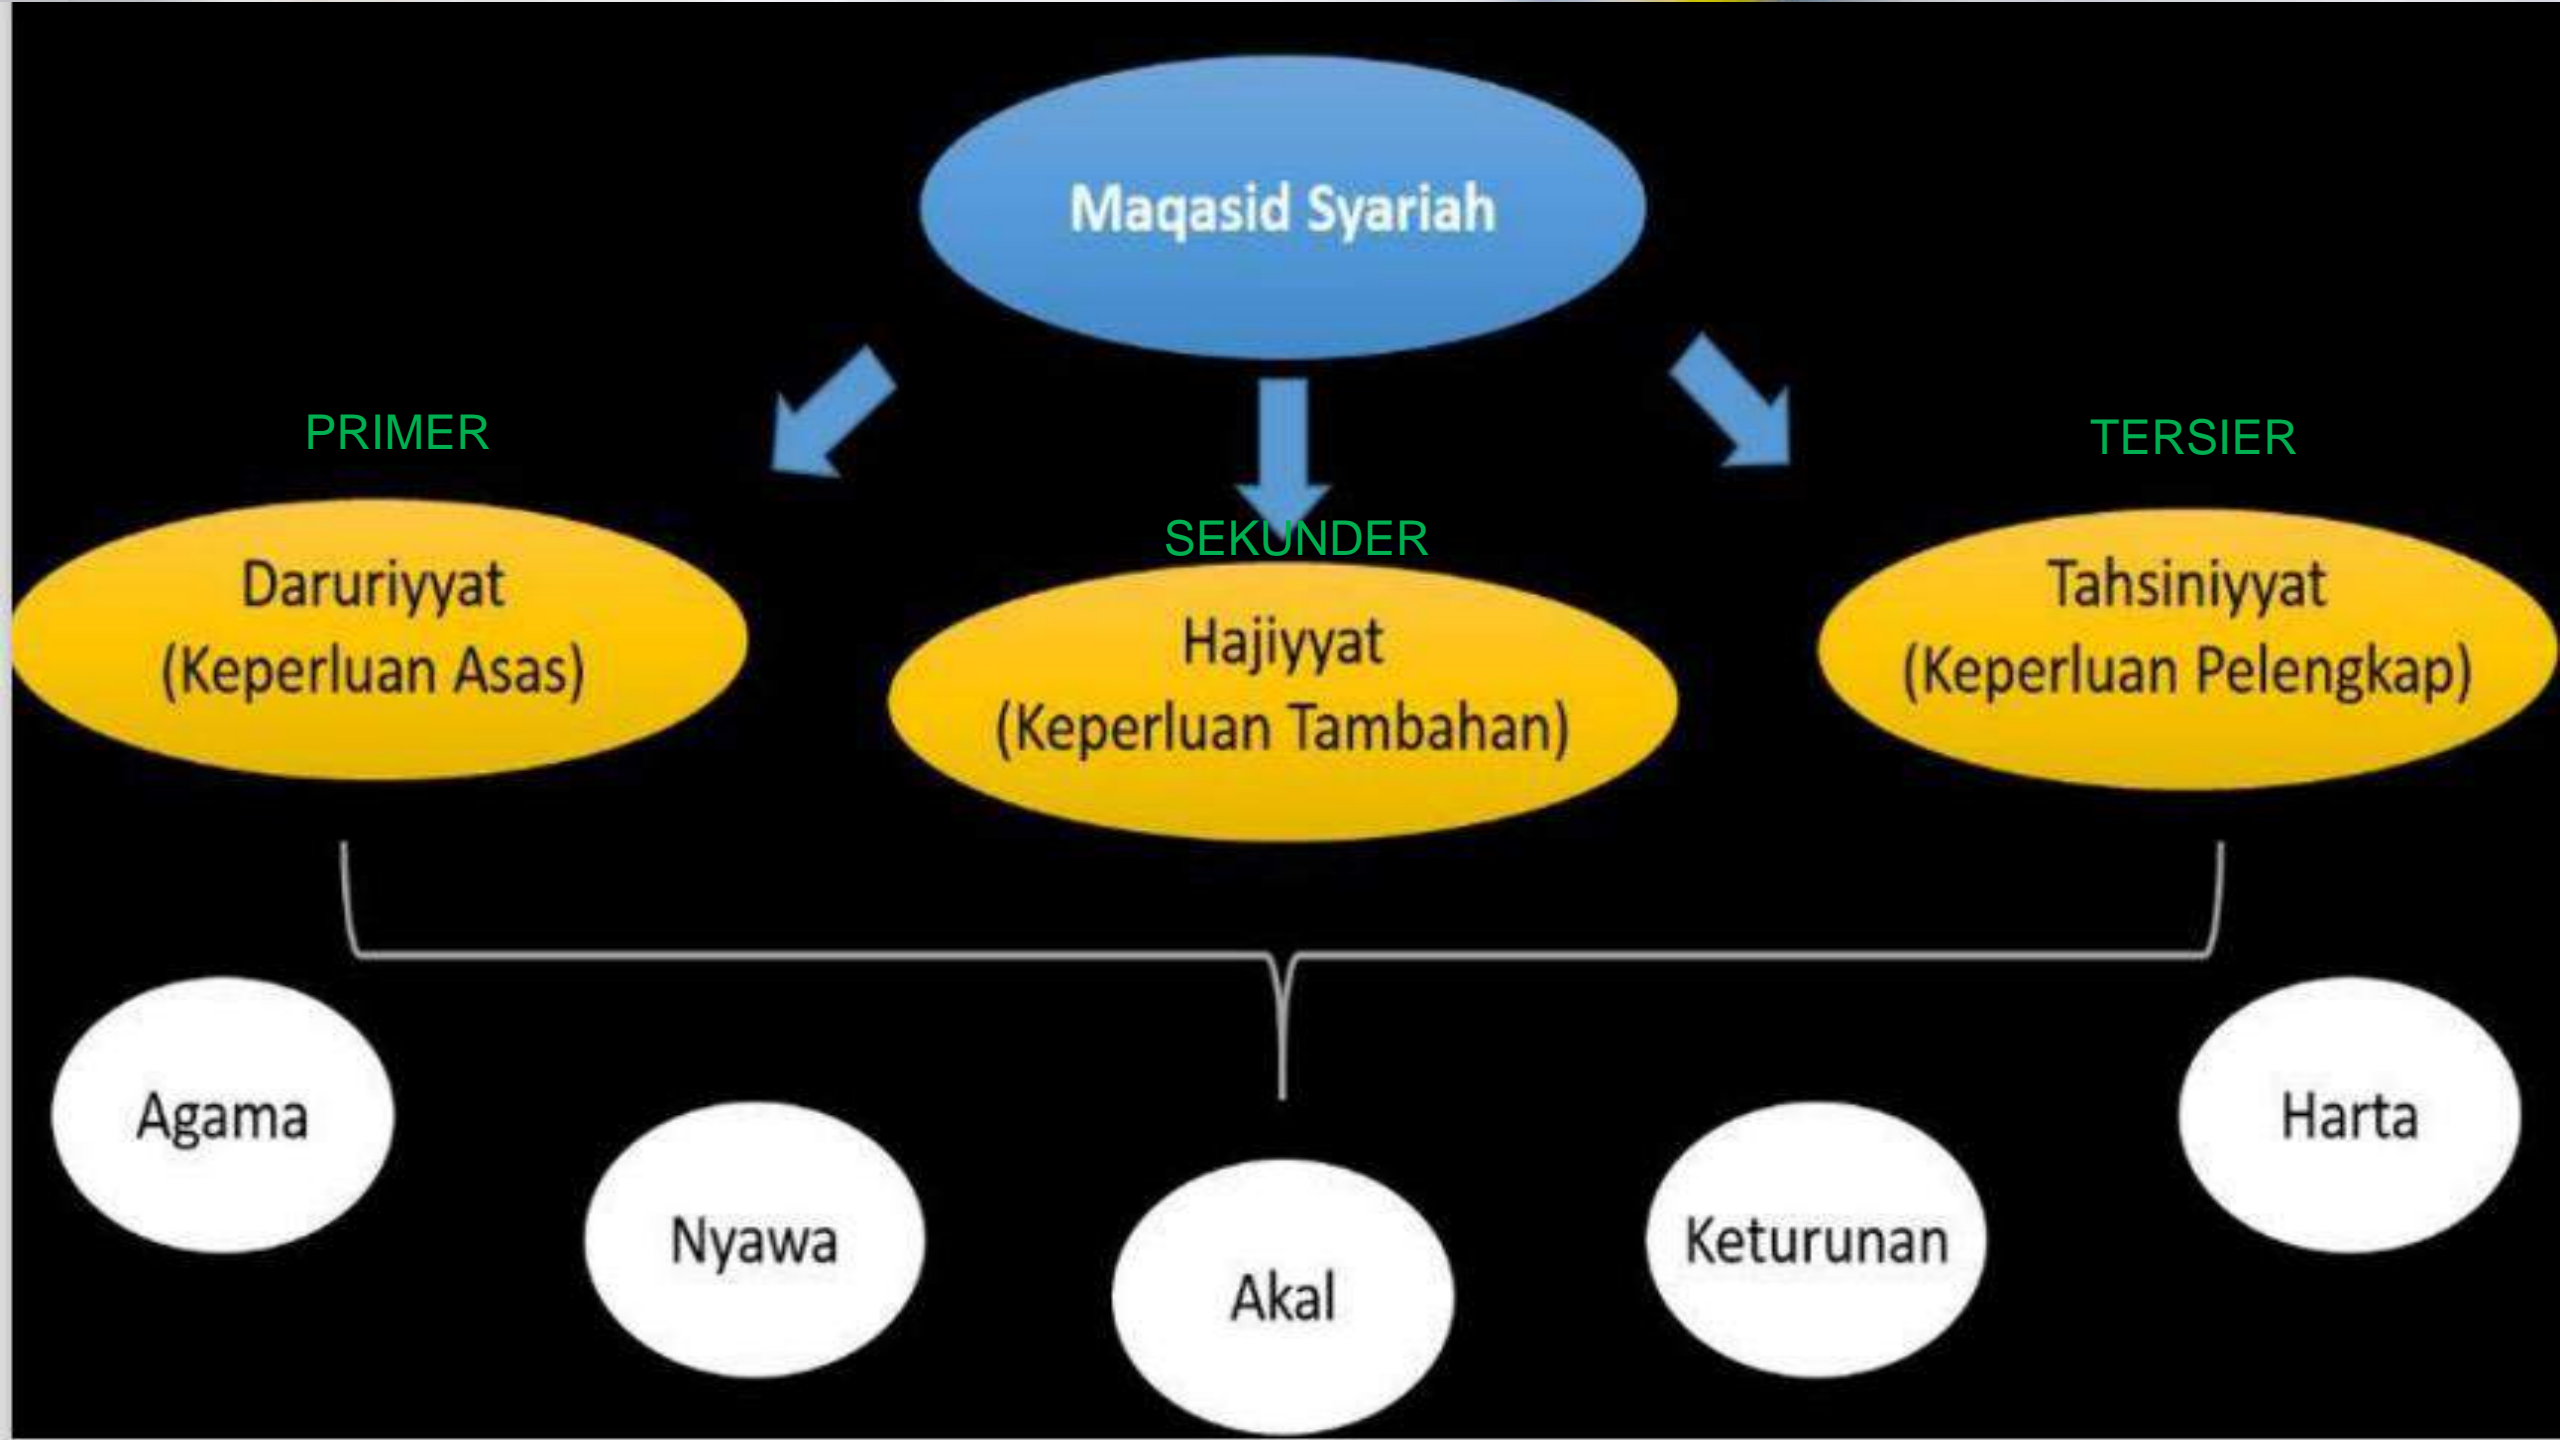 Maqasid Syariah
PRIMER
TERSIER
SEKUNDER
Daruriyyat
(Keperluan Asas)
Hajiyyat
(Keperluan Tambahan)
Tahsiniyyat
(Keperluan Pelengkap)
Agama
Nyawa
Akal
Keturunan
Harta